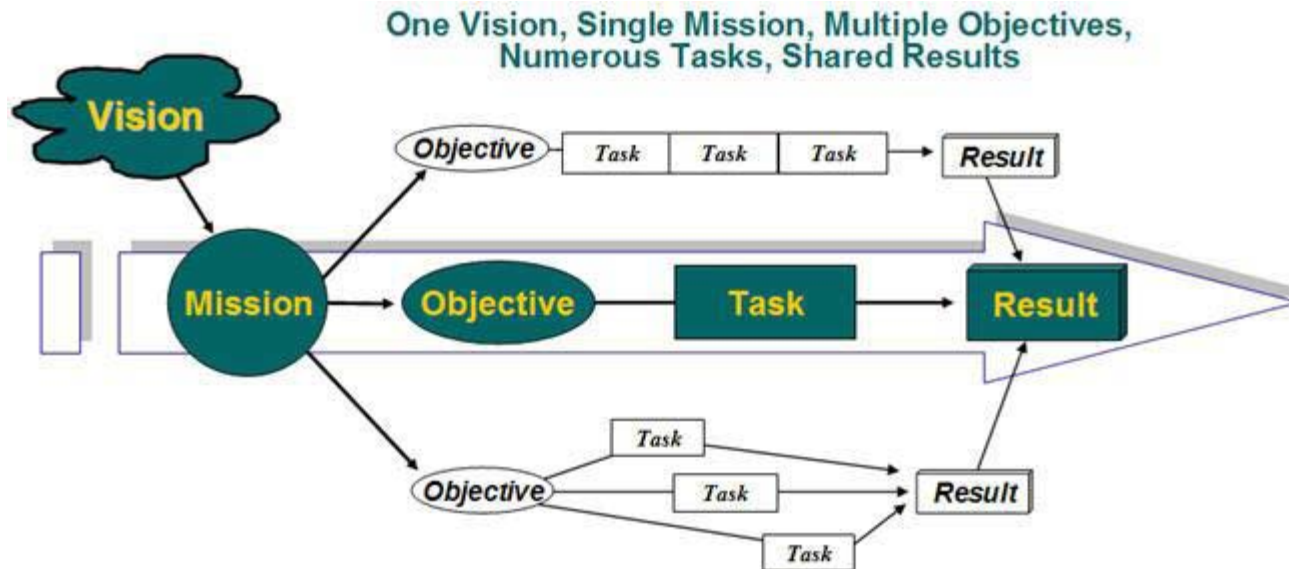 One Vision, Single Mission, Multiple Objectives,
Numerous Tasks, Shared Results
Vision
Objective
Task
Task
Task
Result
Mission
Objective
Task
Result
Task
Objective
Task
Result
Task